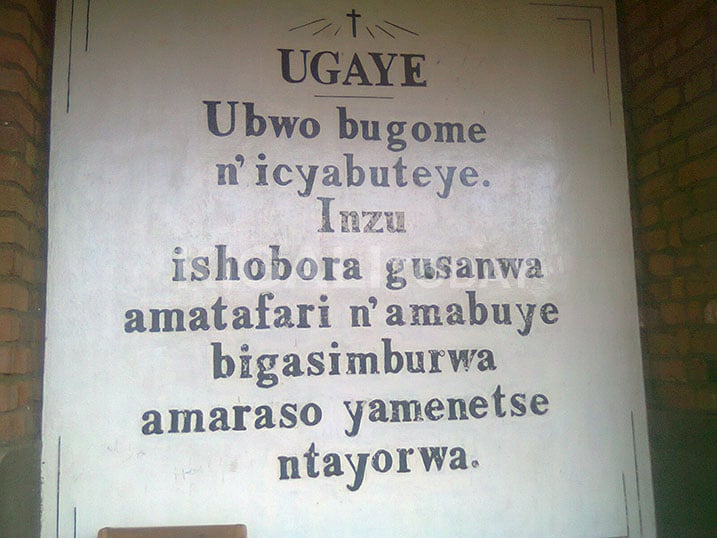 UGAYE
Ubwo bugome
n'icyabuteye.
Inzu
ishobora gusanwa
amatafari n'amabuye
bigasimburwa
amaraso yamenetse
ntayorwa.